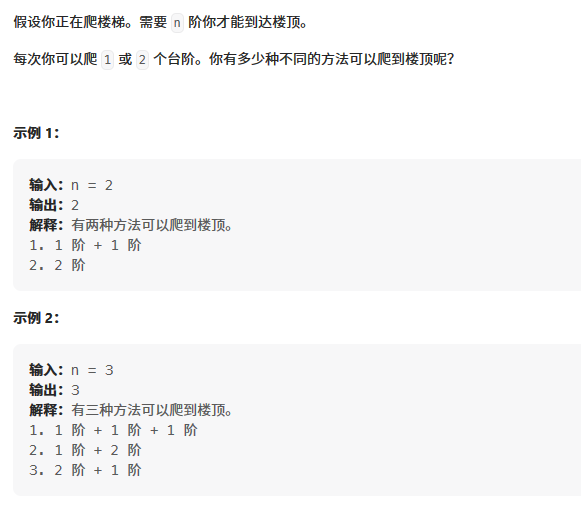 假设你正在爬楼梯。需要 n 阶你才能到达楼顶。
每次你可以爬 1 或 2 个台阶。你有多少种不同的方法可以爬到楼顶呢？
示例 1：
输入：n = 2
输出：2
解释：有两种方法可以爬到楼顶。
1. 1 阶 + 1 阶
2. 2 阶
示例 2：
输入：n = 3
输出：3
解释：有三种方法可以爬到楼顶。
1. 1 阶 + 1 阶 + 1 阶
2. 1 阶 + 2 阶
3. 2 阶 + 1 阶